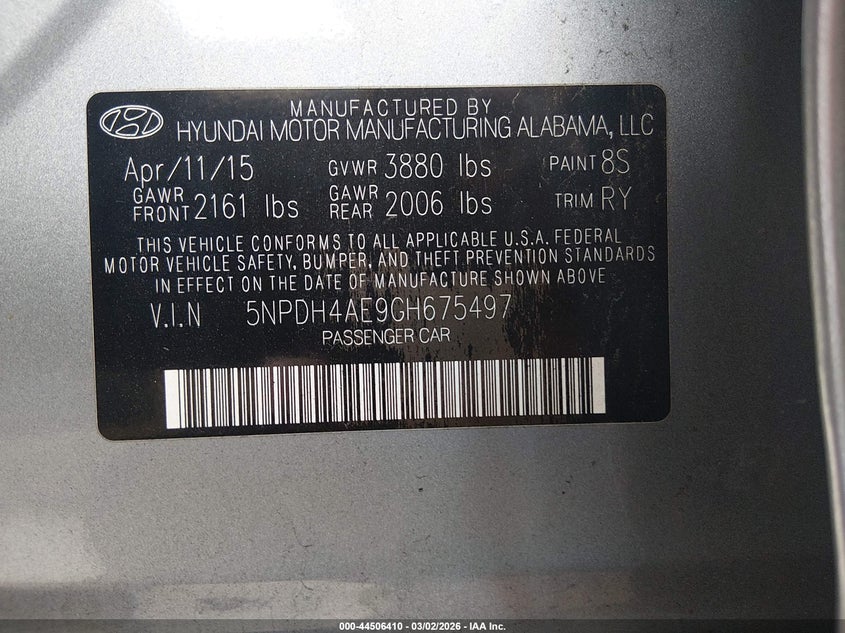 MANUFACTURED BY
HYUNDAI MOTOR MANUFACTURING ALABAMA, LLC
Apr/11/15 GVWR 3880 lbs PAINT 8S
GAWR FRONT 2161 lbs GAWR REAR 2006 lbs TRIM RY
THIS VEHICLE CONFORMS TO ALL APPLICABLE U.S.A. FEDERAL
MOTOR VEHICLE SAFETY, BUMPER, AND THEFT PREVENTION STANDARDS
IN EFFECT ON THE DATE OF MANUFACTURE SHOWN ABOVE
V.I.N 5NPDH4AE9GH675497
PASSENGER CAR
000-44506410 - 03/02/2026 - IAA Inc.